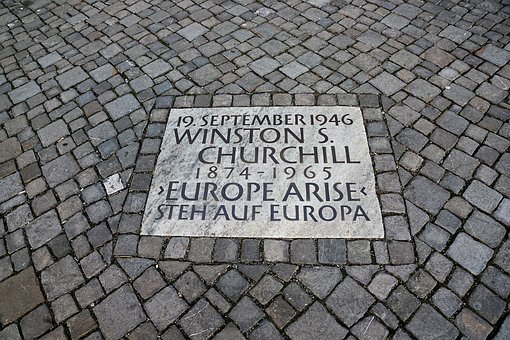 19. SEPTEMBER 1946
WINSTON S.
CHURCHILL
1874-1965
›EUROPE ARISE‹
STEH AUF EUROPA